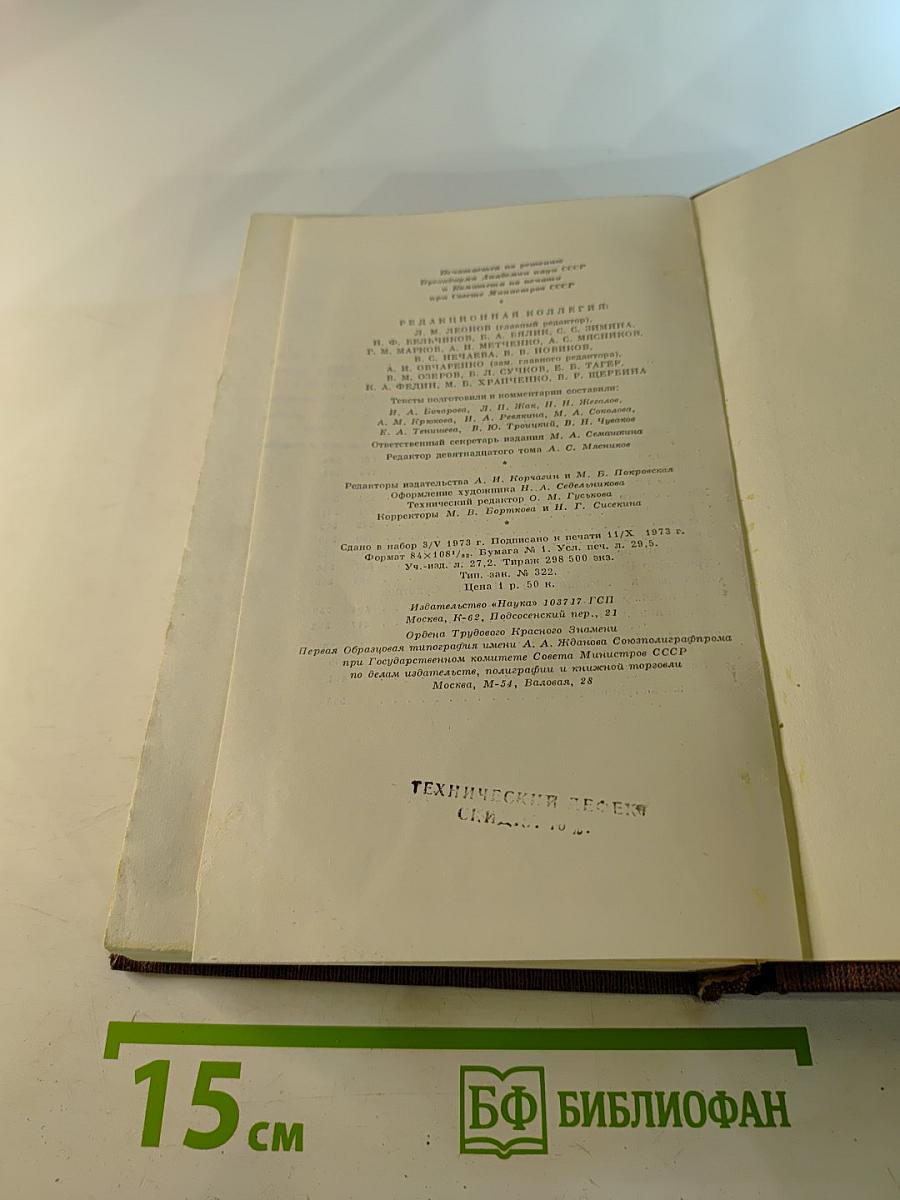 Печатается по решению
Президиума Академии наук СССР
и Комитета по печати
при Совете Министров СССР
*
РЕДАКЦИОННАЯ КОЛЛЕГИЯ:
Л. М. ЛЕОНОВ (главный редактор),
Н. Ф. БЕЛЬЧИКОВ, Б. А. БЯЛИК, С. С. ЗИМИНА,
Г. М. МАРКОВ, А. И. МЕТЧЕНКО, А. С. МЯСНИКОВ,
В. С. НЕЧАЕВА, В. В. НОВИКОВ,
А. И. ОВЧАРЕНКО (зам. главного редактора),
В. М. ОЗЕРОВ, Б. Л. СУЧКОВ, Е. Б. ТАГЕР,
К. А. ФЕДИН, М. Б. ХРАПЧЕНКО, В. Р. ЩЕРБИНА
Тексты подготовили и комментарии составили:
И. А. Бочарова, Л. П. Жак, Н. Н. Жегалов,
А. М. Крюкова, И. А. Ревякина, М. А. Соколова,
Е. А. Тенишева, В. Ю. Троицкий, В. Н. Чуваков
Ответственный секретарь издания М. А. Семашкина
Редактор девятнадцатого тома А. С. Мясников
*
Редакторы издательства А. И. Корчагин и М. Б. Покровская
Оформление художника Н. А. Седельникова
Технический редактор О. М. Гуськова
Корректоры М. В. Борткова и Н. Г. Сисекина
*
Сдано в набор 3/V 1973 г. Подписано к печати 11/X 1973 г.
Формат 84×108¹/₃₂. Бумага № 1. Усл. печ. л. 29,5.
Уч.-изд. л. 27,2. Тираж 298 500 экз.
Тип. зак. № 322.
Цена 1 р. 50 к.
Издательство «Наука» 103717 ГСП
Москва, К-62, Подсосенский пер., 21
Ордена Трудового Красного Знамени
Первая Образцовая типография имени А. А. Жданова Союзполиграфпрома
при Государственном комитете Совета Министров СССР
по делам издательств, полиграфии и книжной торговли
Москва, М-54, Валовая, 28
ТЕХНИЧЕСКИЙ ДЕФЕКТ
15 см
БФ БИБЛИОФАН